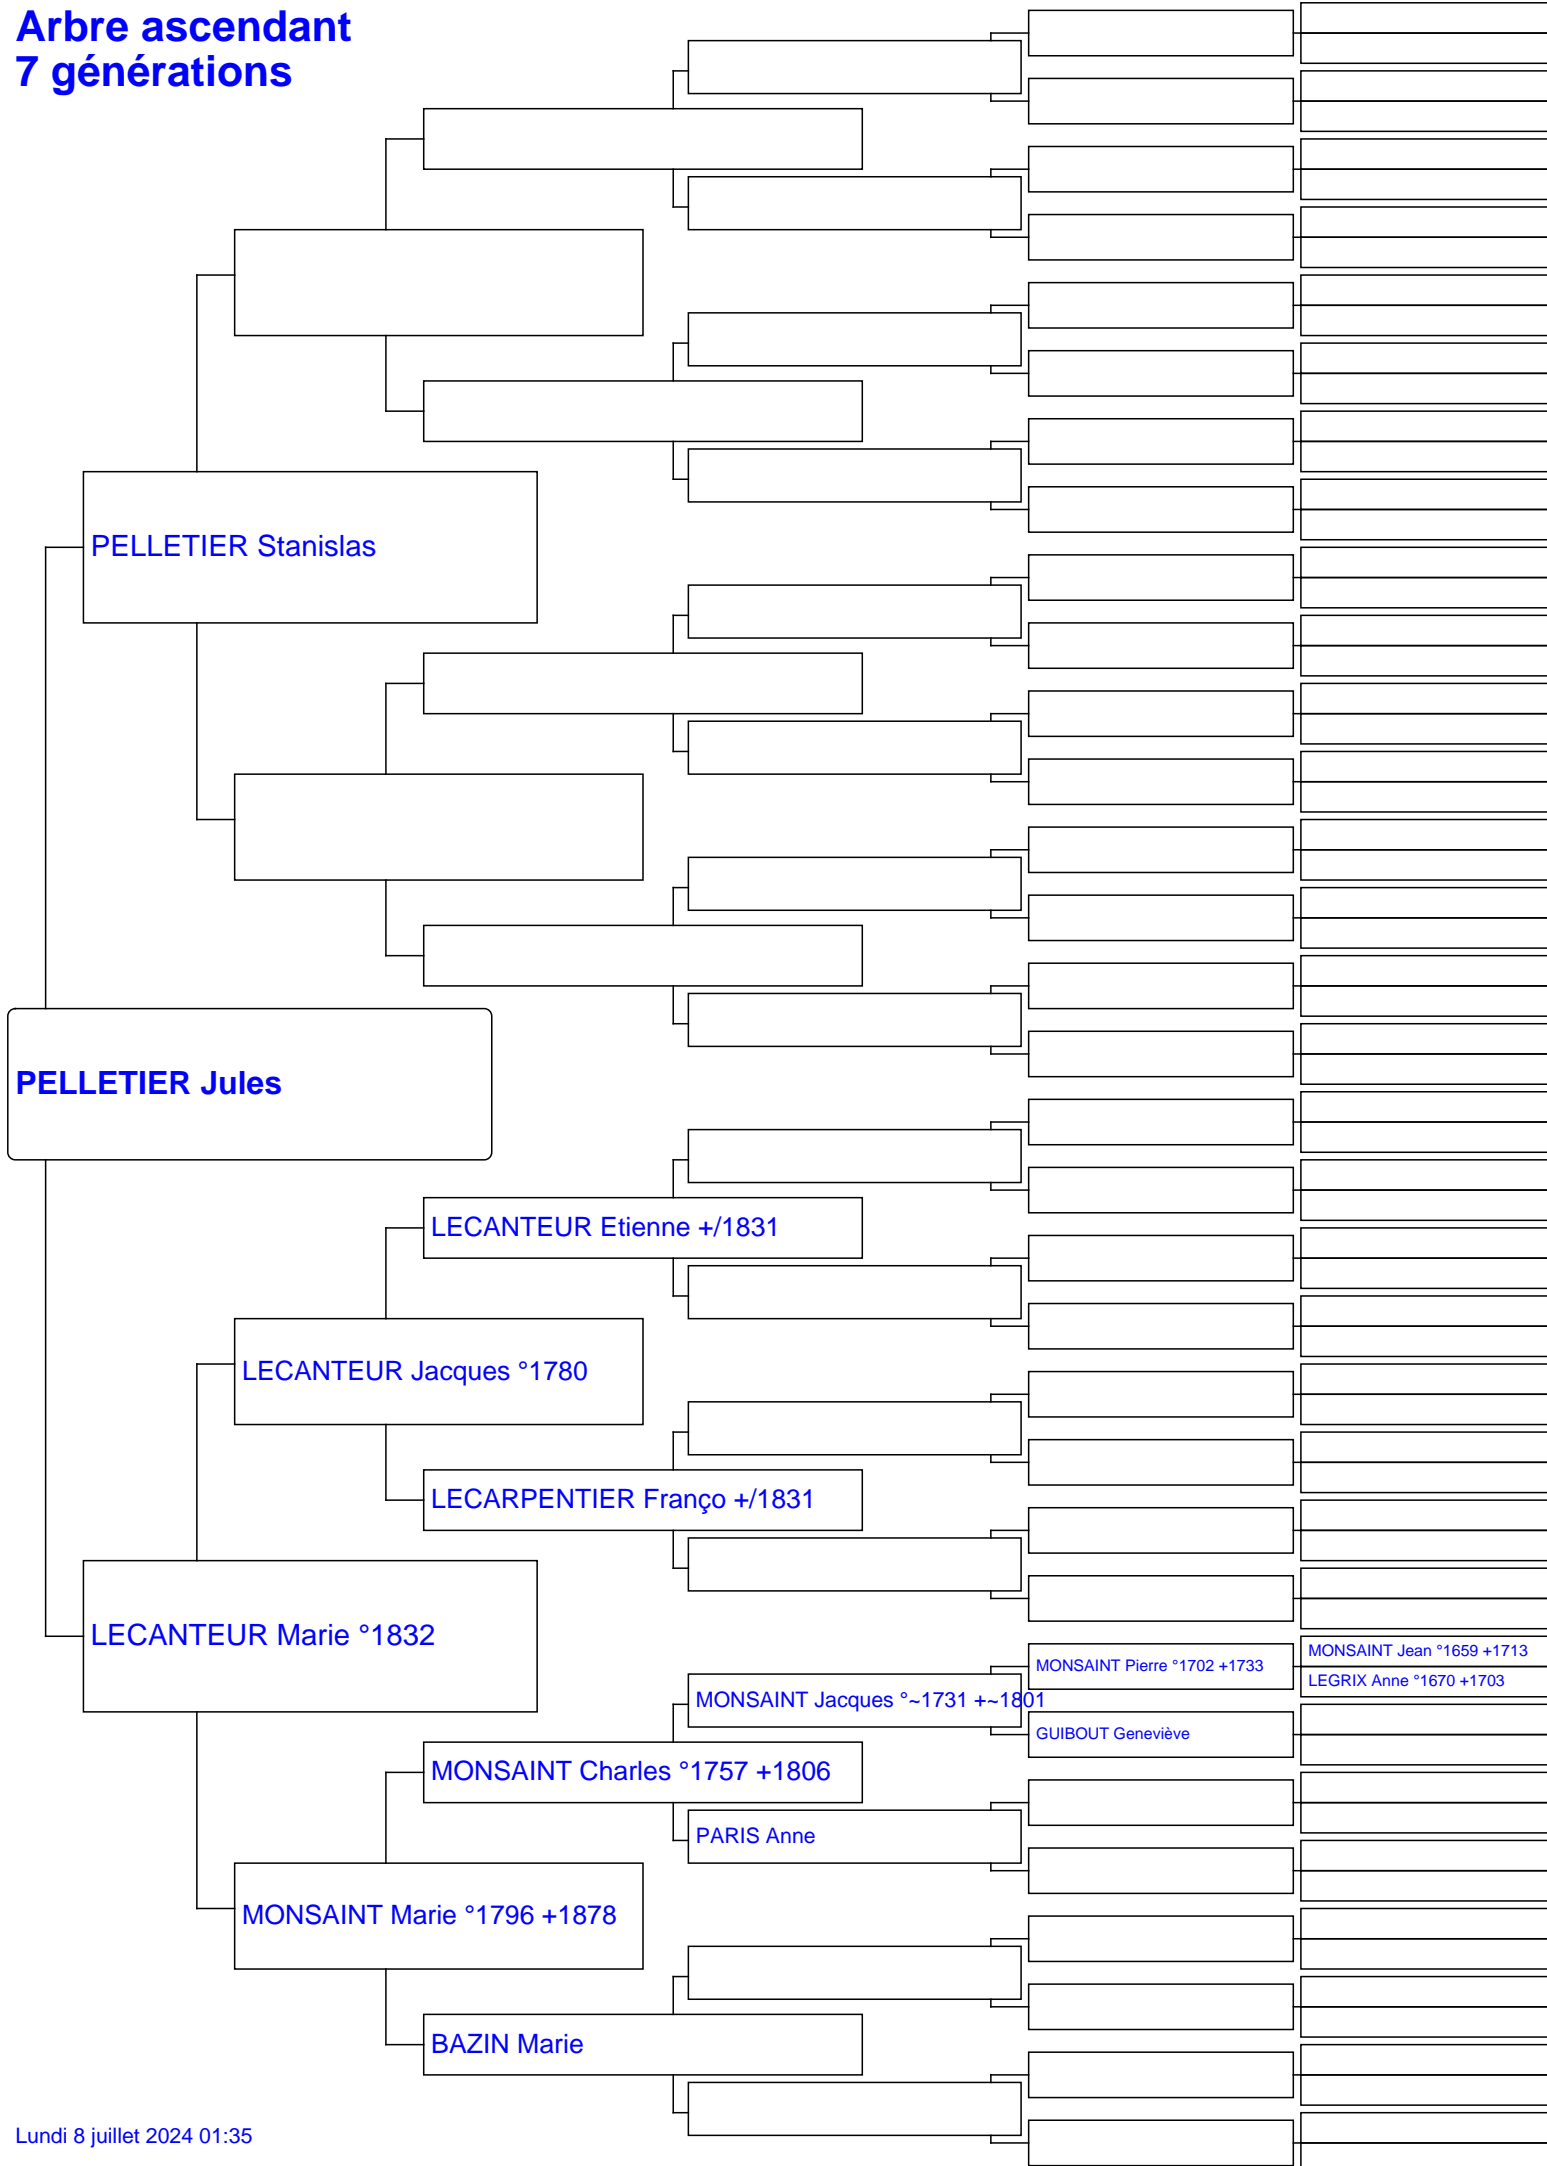 Arbre ascendant
7 générations
PELLETIER Stanislas
PELLETIER Jules
LECANTEUR Etienne +/1831
LECANTEUR Jacques °1780
LECARPENTIER Franço +/1831
LECANTEUR Marie °1832
MONSAINT Jean °1659 +1713
MONSAINT Pierre °1702 +1733
LEGRIX Anne °1670 +1703
MONSAINT Jacques °~1731 +~1801
GUIBOUT Geneviève
MONSAINT Charles °1757 +1806
PARIS Anne
MONSAINT Marie °1796 +1878
BAZIN Marie
Lundi 8 juillet 2024 01:35